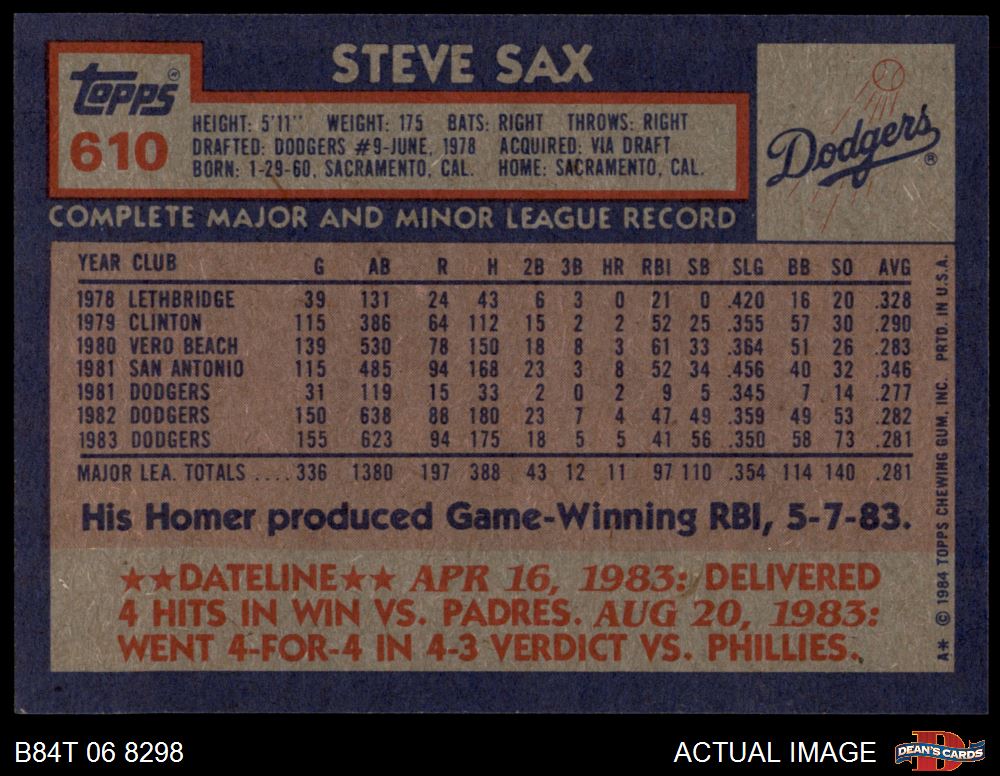 STEVE SAX
Topps®
610
HEIGHT: 5'11" WEIGHT: 175 BATS: RIGHT THROWS: RIGHT
DRAFTED: DODGERS #9-JUNE, 1978 ACQUIRED: VIA DRAFT
BORN: 1-29-60, SACRAMENTO, CAL. HOME: SACRAMENTO, CAL.
Dodgers®
COMPLETE MAJOR AND MINOR LEAGUE RECORD
YEAR CLUB G AB R H 2B 3B HR RBI SB SLG BB SO AVG
1978 LETHBRIDGE 39 131 24 43 6 3 0 21 0 .420 16 20 .328
1979 CLINTON 115 386 64 112 15 2 2 52 25 .355 57 30 .290
1980 VERO BEACH 139 530 78 150 18 8 3 61 33 .364 51 26 .283
1981 SAN ANTONIO 115 485 94 168 23 3 8 52 34 .456 40 32 .346
1981 DODGERS 31 119 15 33 2 0 2 9 5 .345 7 14 .277
1982 DODGERS 150 638 88 180 23 7 4 47 49 .359 49 53 .282
1983 DODGERS 155 623 94 175 18 5 5 41 56 .350 58 73 .281
MAJOR LEA. TOTALS .... 336 1380 197 388 43 12 11 97 110 .354 114 140 .281
His Homer produced Game-Winning RBI, 5-7-83.
★★DATELINE★★ APR 16, 1983: DELIVERED
4 HITS IN WIN VS. PADRES. AUG 20, 1983:
WENT 4-FOR-4 IN 4-3 VERDICT VS. PHILLIES.
A* © 1984 TOPPS CHEWING GUM, INC. PRTD. IN U.S.A.
B84T 06 8298
ACTUAL IMAGE
DEAN'S CARDS